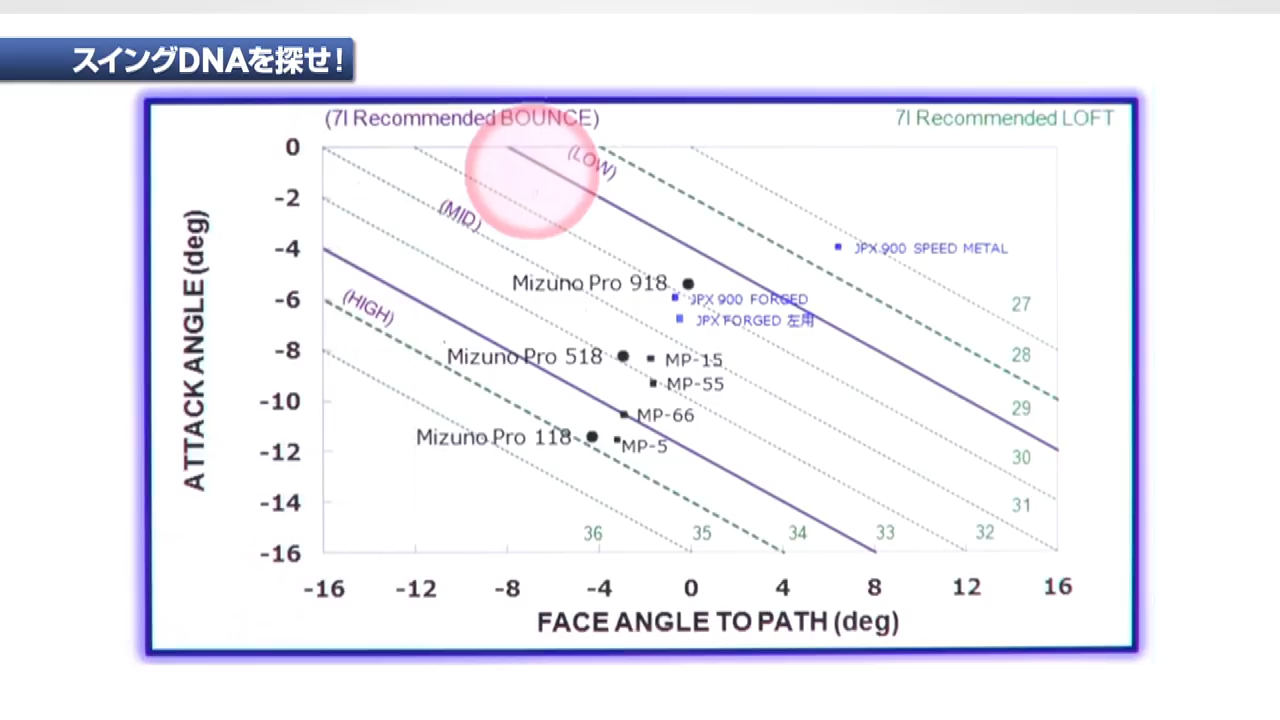 スイングDNAを探せ!
(7I Recommended BOUNCE)
7I Recommended LOFT
0
-2
-4
-6
-8
-10
-12
-14
-16
ATTACK ANGLE (deg)
(LOW)
(MID)
(HIGH)
JPX 900 SPEED METAL
Mizuno Pro 918
JPX 900 FORGED
JPX FORGED 左用
Mizuno Pro 518
MP-15
MP-55
MP-66
Mizuno Pro 118
MP-5
27
28
29
30
31
36
35
34
33
32
-16
-12
-8
-4
0
4
8
12
16
FACE ANGLE TO PATH (deg)